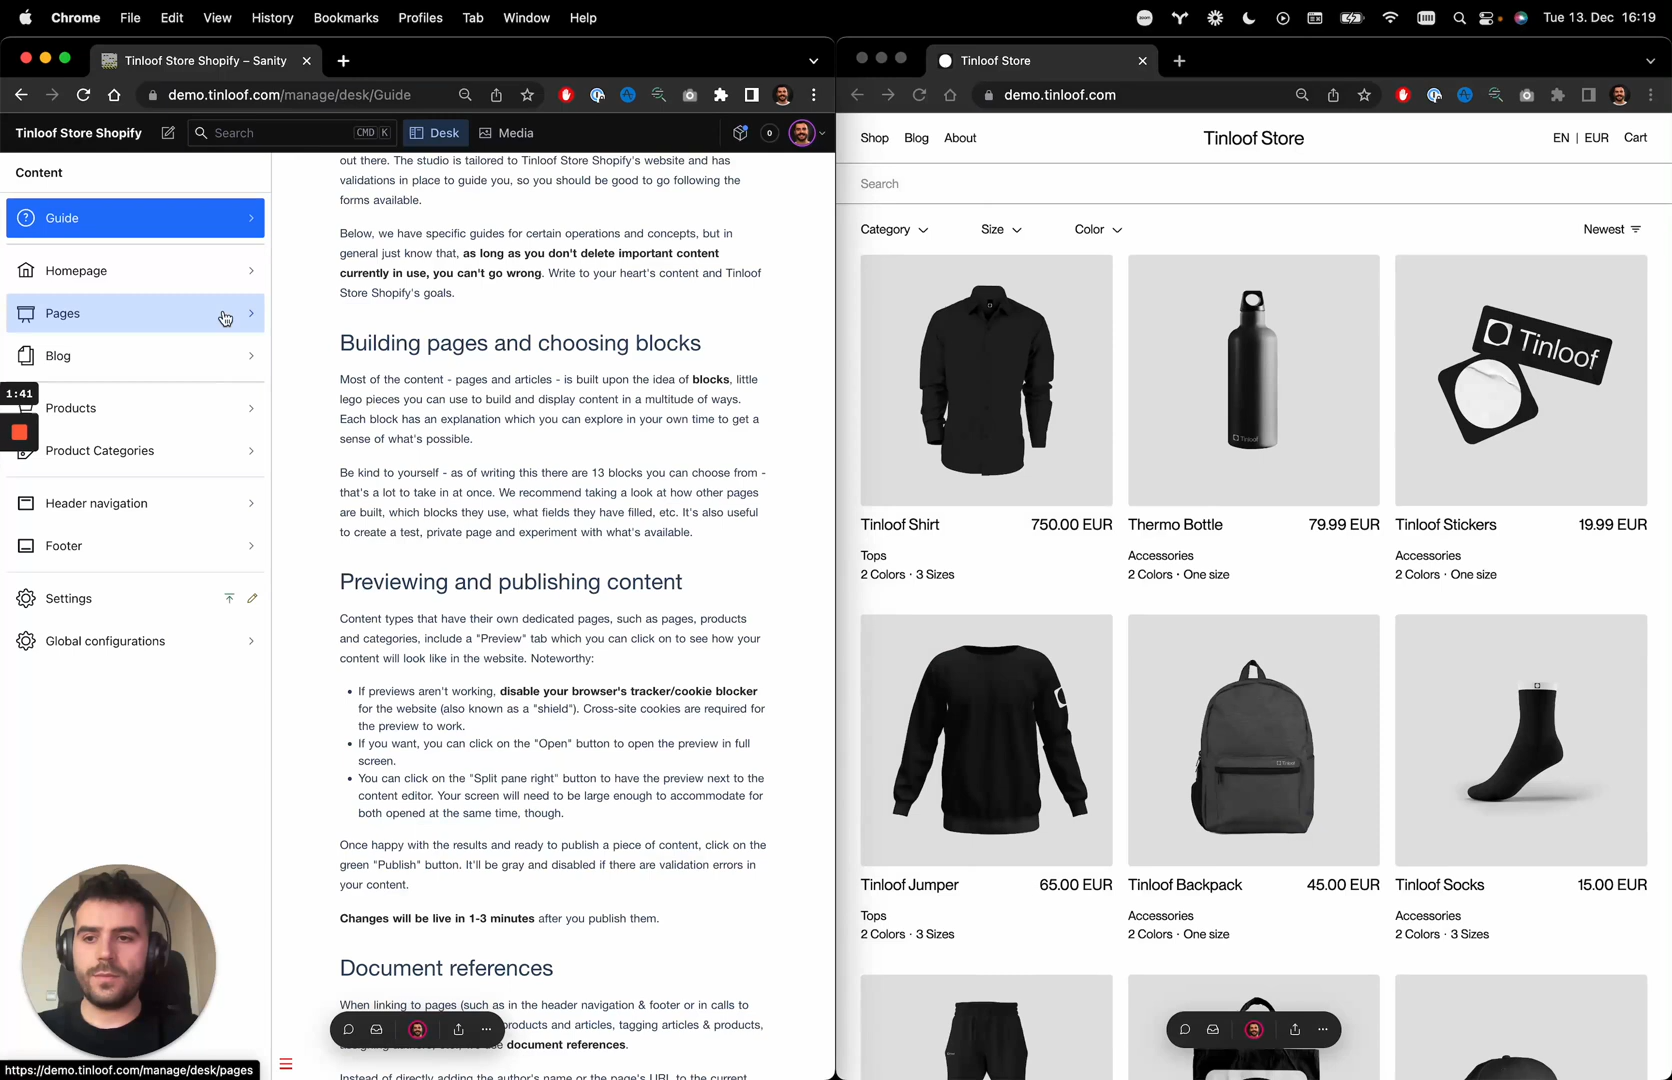 Chrome File Edit View History Bookmarks Profiles Tab Window Help
zoom
Tue 13. Dec 16:19
Tinloof Store Shopify – Sanity
demo.tinloof.com/manage/desk/Guide
Tinloof Store Shopify
Search CMD K
Desk
Media
0
Content
Guide
Homepage
Pages
Blog
1:41
Products
Product Categories
Header navigation
Footer
Settings
Global configurations
https://demo.tinloof.com/manage/desk/pages
out there. The studio is tailored to Tinloof Store Shopify's website and has
validations in place to guide you, so you should be good to go following the
forms available.
Below, we have specific guides for certain operations and concepts, but in
general just know that, as long as you don't delete important content
currently in use, you can't go wrong. Write to your heart's content and Tinloof
Store Shopify's goals.
Building pages and choosing blocks
Most of the content - pages and articles - is built upon the idea of blocks, little
lego pieces you can use to build and display content in a multitude of ways.
Each block has an explanation which you can explore in your own time to get a
sense of what's possible.
Be kind to yourself - as of writing this there are 13 blocks you can choose from -
that's a lot to take in at once. We recommend taking a look at how other pages
are built, which blocks they use, what fields they have filled, etc. It's also useful
to create a test, private page and experiment with what's available.
Previewing and publishing content
Content types that have their own dedicated pages, such as pages, products
and categories, include a "Preview" tab which you can click on to see how your
content will look like in the website. Noteworthy:
• If previews aren't working, disable your browser's tracker/cookie blocker
for the website (also known as a "shield"). Cross-site cookies are required for
the preview to work.
• If you want, you can click on the "Open" button to open the preview in full
screen.
• You can click on the "Split pane right" button to have the preview next to the
content editor. Your screen will need to be large enough to accommodate for
both opened at the same time, though.
Once happy with the results and ready to publish a piece of content, click on the
green "Publish" button. It'll be gray and disabled if there are validation errors in
your content.
Changes will be live in 1-3 minutes after you publish them.
Document references
When linking to pages (such as in the header navigation & footer or in calls to
products and articles, tagging articles & products,
document references.
Instead of directly adding the author's name or the page's URL to the current
Tinloof Store
demo.tinloof.com
Shop Blog About
Tinloof Store
EN | EUR Cart
Search
Category Size Color
Newest
Tinloof
Tinloof
Tinloof Shirt 750.00 EUR
Tops
2 Colors · 3 Sizes
Thermo Bottle 79.99 EUR
Accessories
2 Colors · One size
Tinloof Stickers 19.99 EUR
Accessories
2 Colors · One size
Tinloof
Tinloof Jumper 65.00 EUR
Tops
2 Colors · 3 Sizes
Tinloof Backpack 45.00 EUR
Accessories
2 Colors · One size
Tinloof Socks 15.00 EUR
Accessories
2 Colors · 3 Sizes